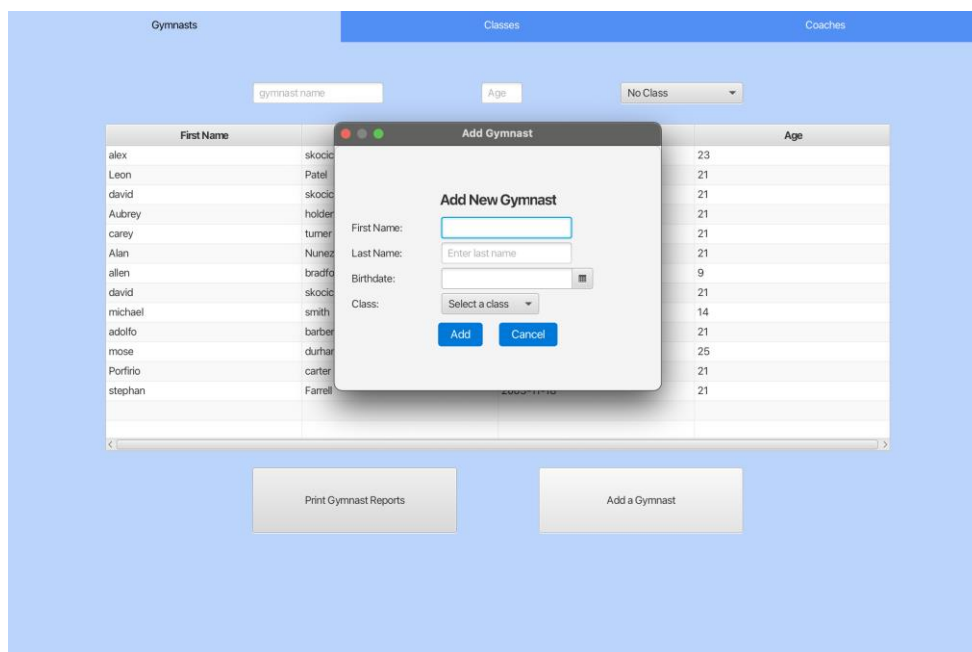 Gymnasts Classes Coaches
gymnast name Age No Class
Add Gymnast
First Name Age
alex skocic 23
Leon Patel 21
david skocic 21
Aubrey holder 21
carey turner 21
Alan Nunez 21
allen bradfo 9
david skocic 21
michael smith 14
adolfo barber 21
mose durhar 25
Porfirio carter 21
stephan Farrell 21
Add New Gymnast
First Name:
Last Name: Enter last name
Birthdate:
Class: Select a class
Add Cancel
Print Gymnast Reports Add a Gymnast